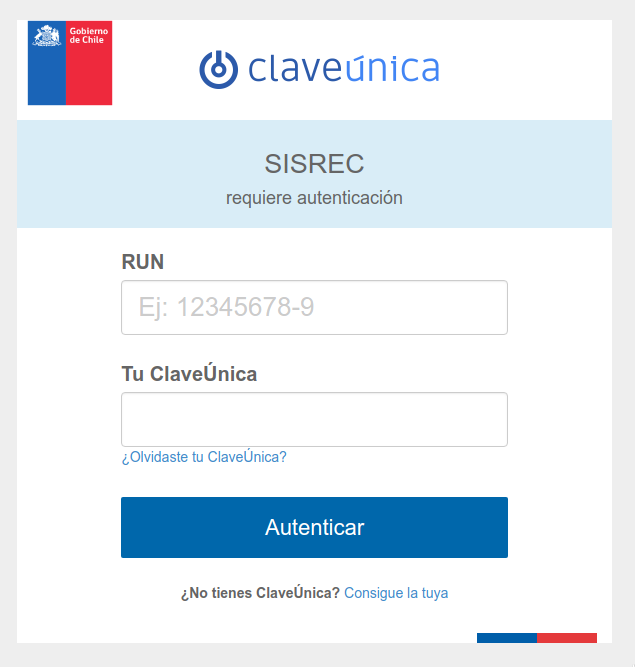 Gobierno
de Chile
claveúnica
SISREC
requiere autenticación
RUN
Ej: 12345678-9
Tu ClaveÚnica
¿Olvidaste tu ClaveÚnica?
Autenticar
¿No tienes ClaveÚnica? Consigue la tuya